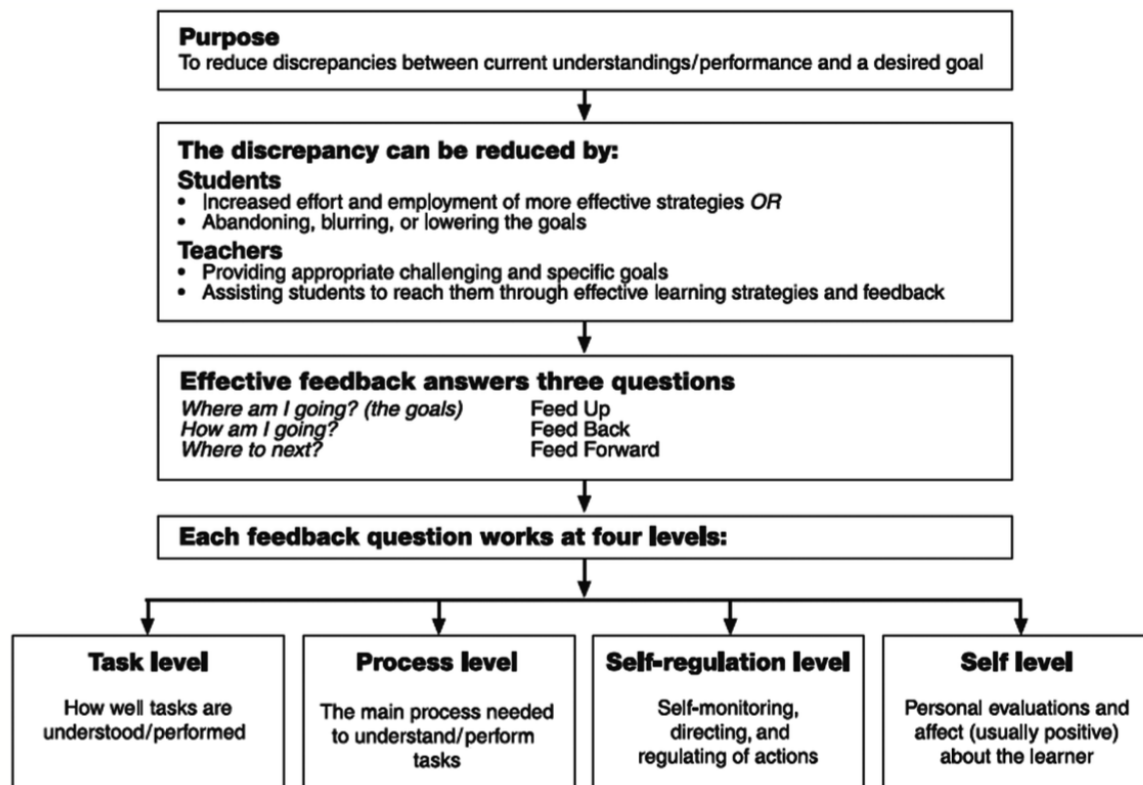 Purpose
To reduce discrepancies between current understandings/performance and a desired goal
The discrepancy can be reduced by:
Students
• Increased effort and employment of more effective strategies OR
• Abandoning, blurring, or lowering the goals
Teachers
• Providing appropriate challenging and specific goals
• Assisting students to reach them through effective learning strategies and feedback
Effective feedback answers three questions
Where am I going? (the goals) Feed Up
How am I going? Feed Back
Where to next? Feed Forward
Each feedback question works at four levels:
Task level
How well tasks are
understood/performed
Process level
The main process needed
to understand/perform
tasks
Self-regulation level
Self-monitoring,
directing, and
regulating of actions
Self level
Personal evaluations and
affect (usually positive)
about the learner